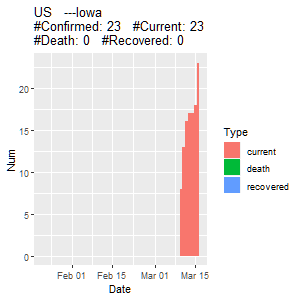 US ---Iowa
#Confirmed: 23 #Current: 23
#Death: 0 #Recovered: 0
20
15
10
5
0
Num
Feb 01 Feb 15 Mar 01 Mar 15
Date
Type
current
death
recovered